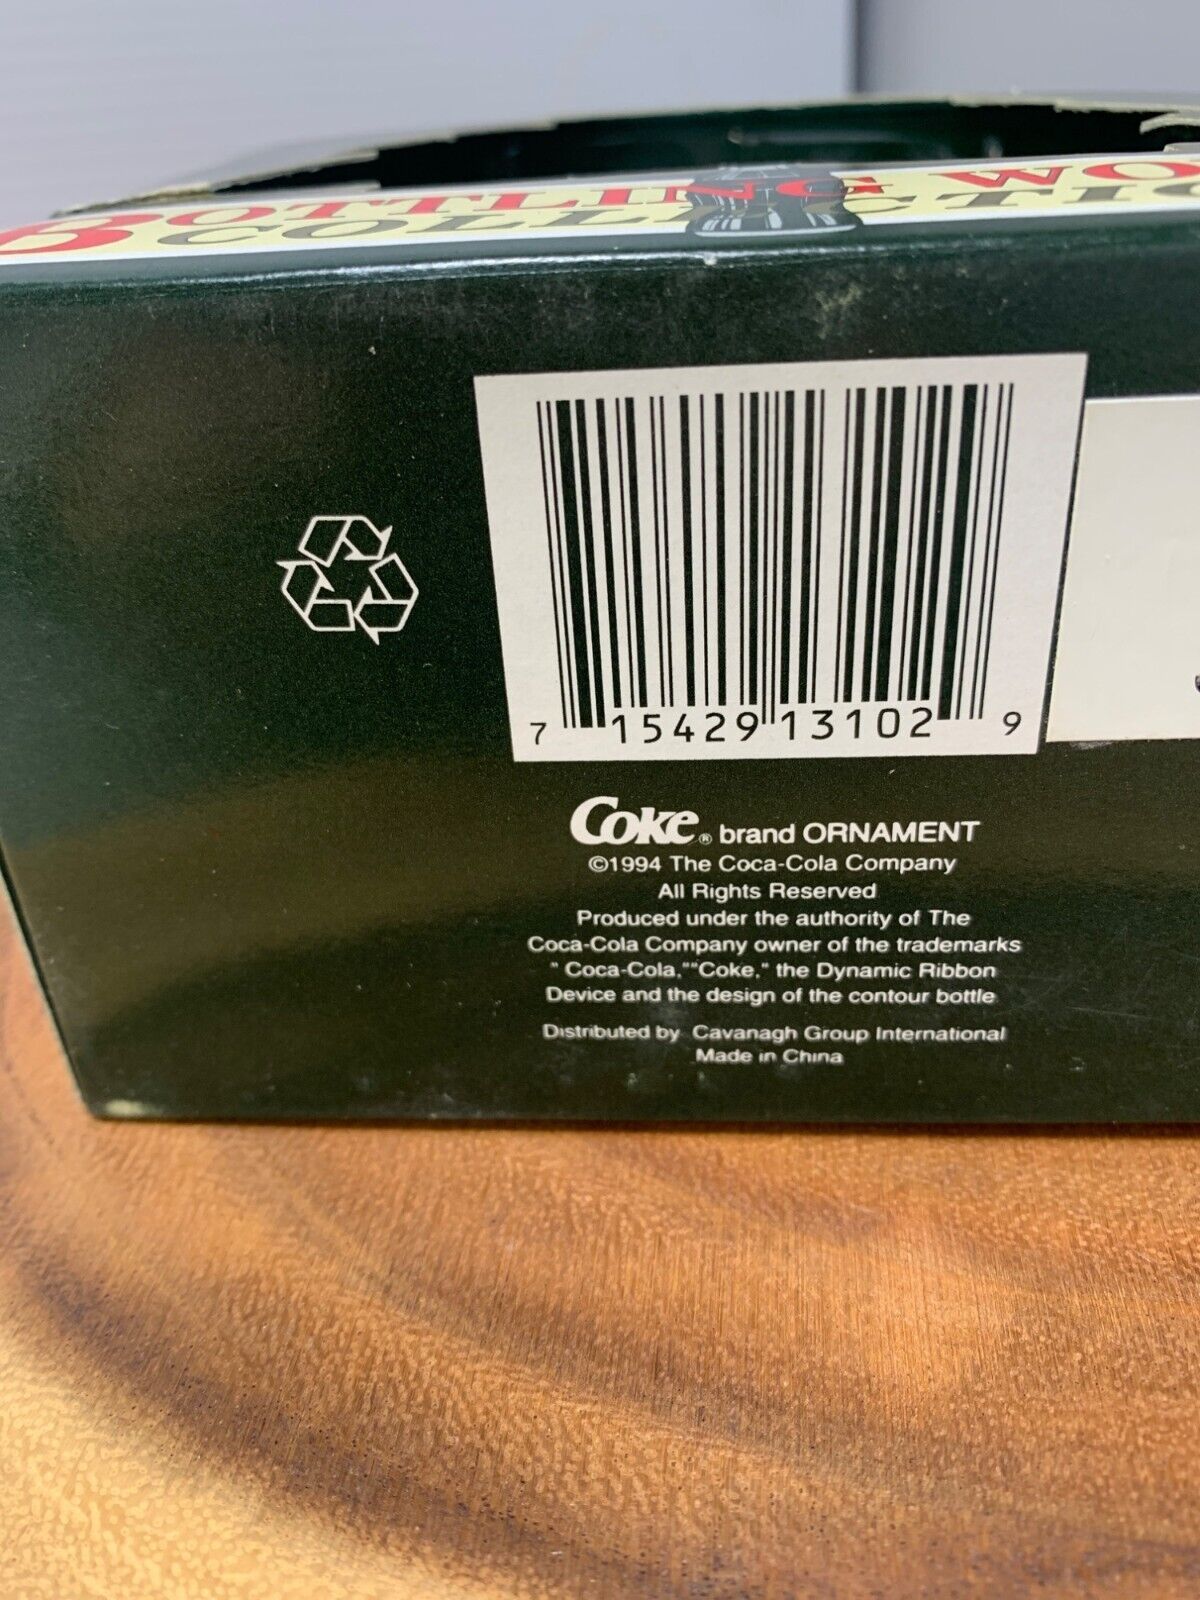 BOTTLING WO
COLLECTIO
7 15429 13102 9
Coke® brand ORNAMENT
©1994 The Coca-Cola Company
All Rights Reserved
Produced under the authority of The
Coca-Cola Company owner of the trademarks
" Coca-Cola,""Coke," the Dynamic Ribbon
Device and the design of the contour bottle
Distributed by Cavanagh Group International
Made in China